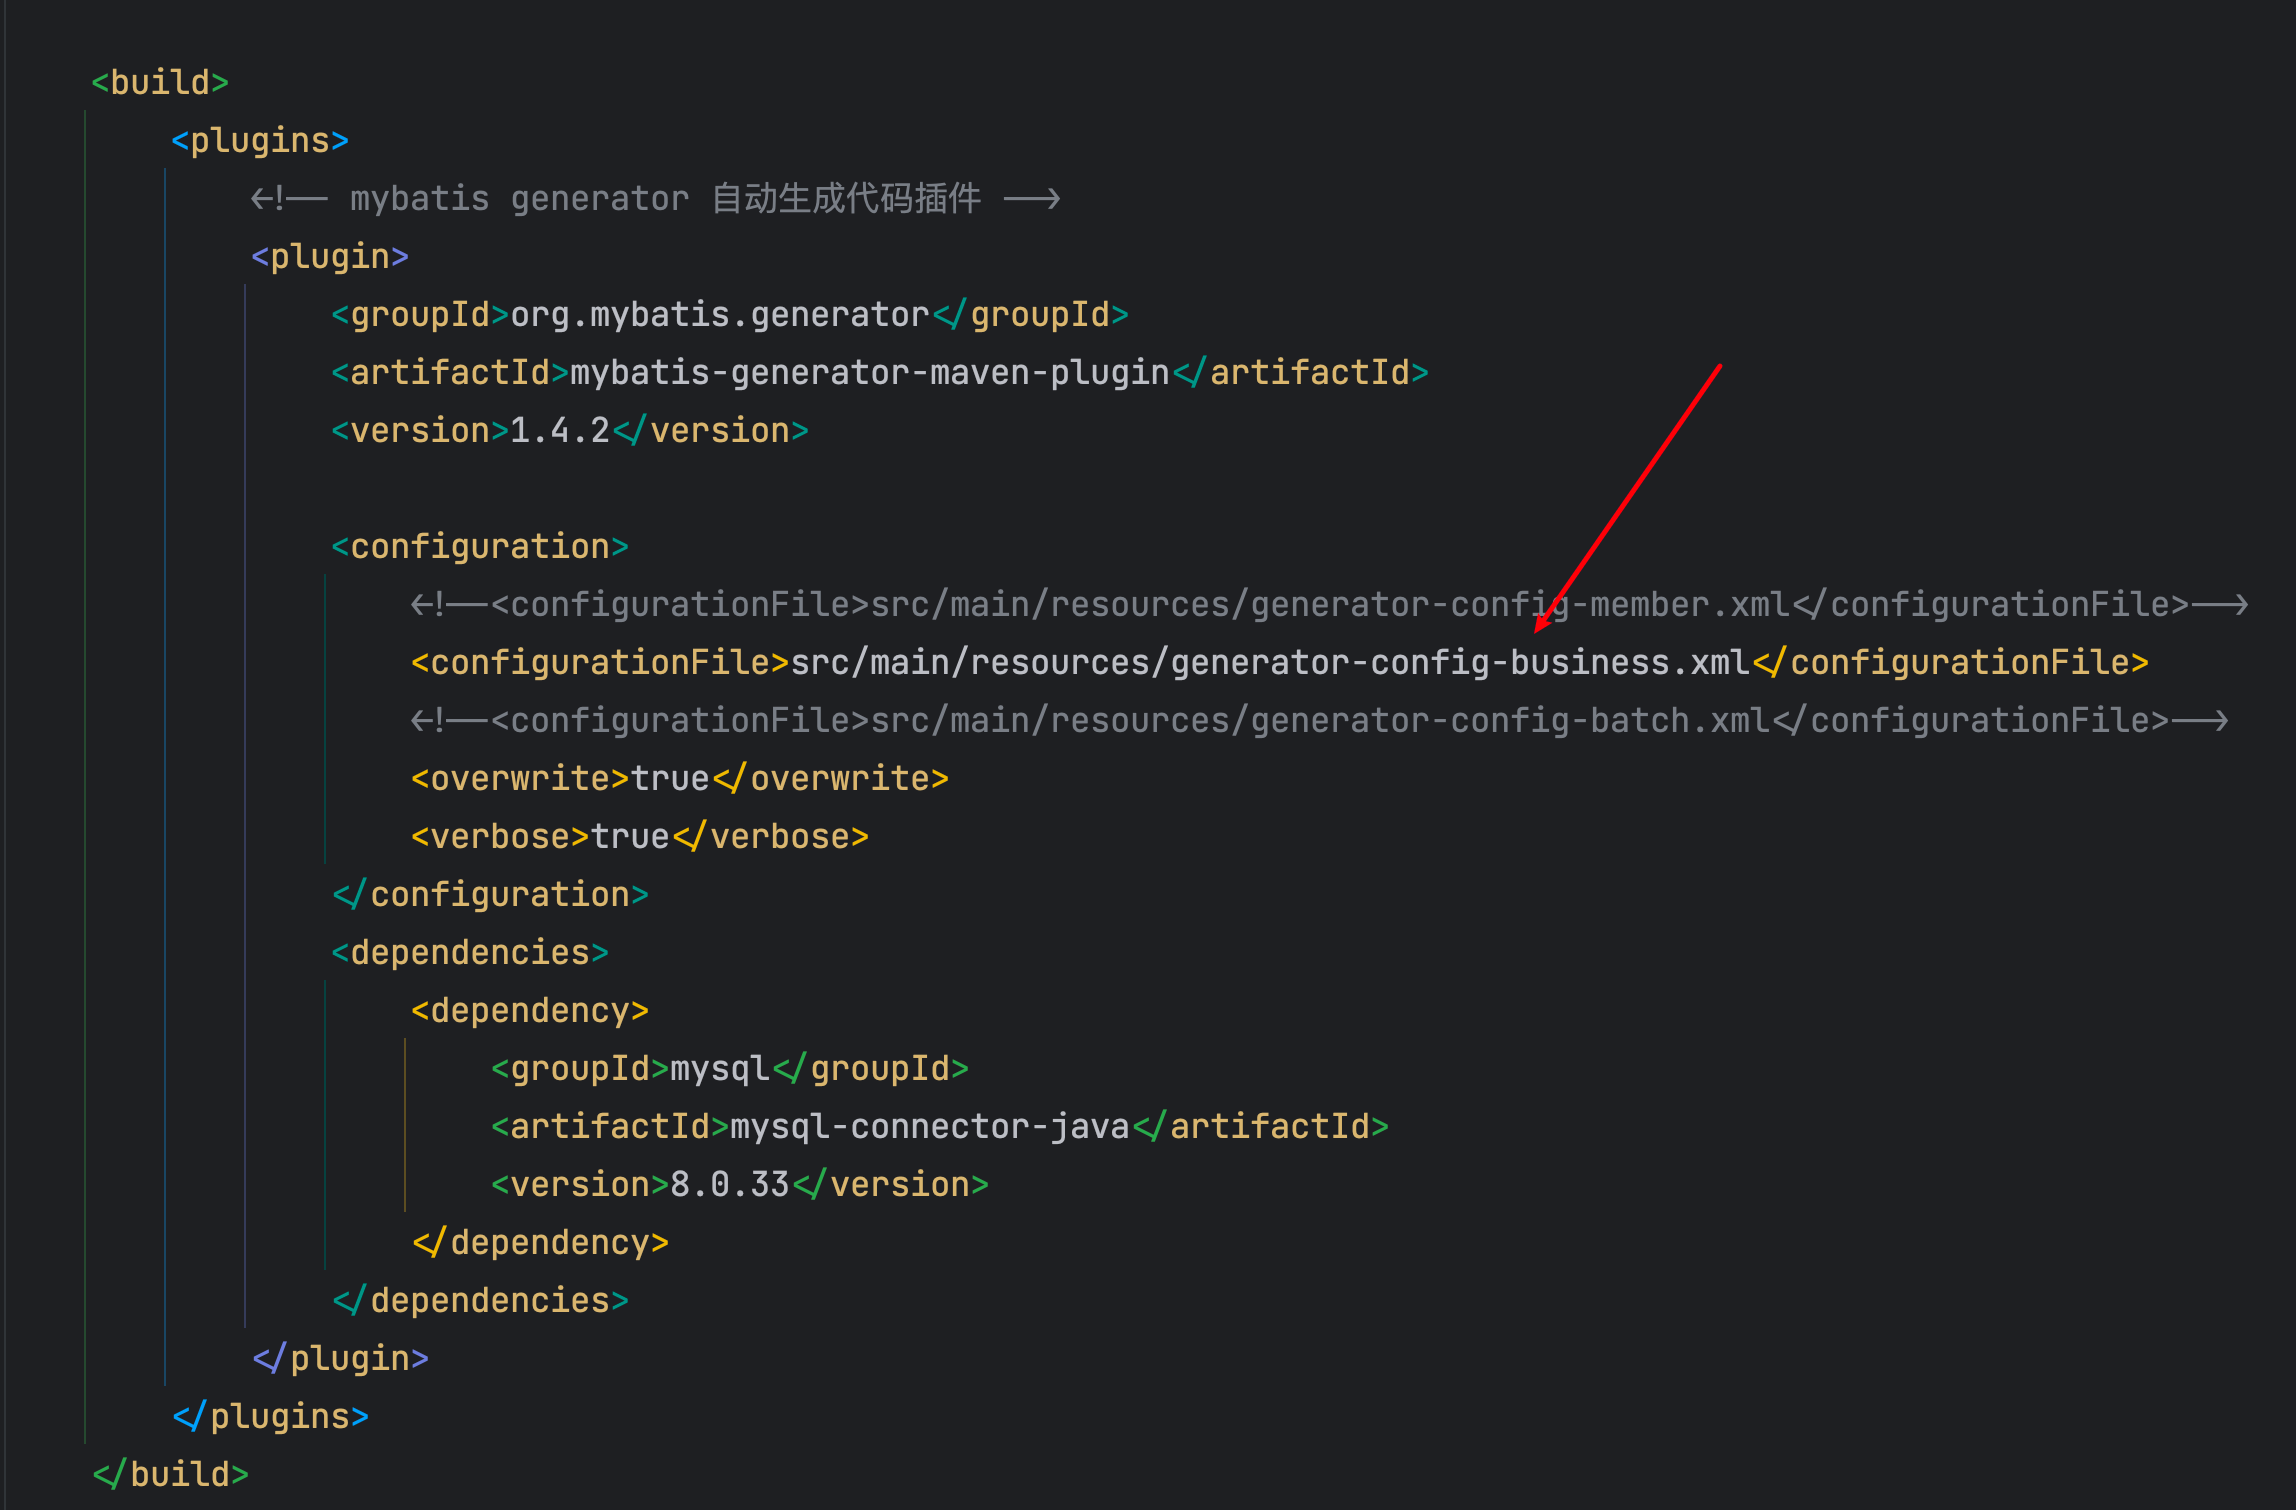 <build>
<plugins>
<!-- mybatis generator 自动生成代码插件 -->
<plugin>
<groupId>org.mybatis.generator</groupId>
<artifactId>mybatis-generator-maven-plugin</artifactId>
<version>1.4.2</version>
<configuration>
<!--<configurationFile>src/main/resources/generator-config-member.xml</configurationFile>-->
<configurationFile>src/main/resources/generator-config-business.xml</configurationFile>
<!--<configurationFile>src/main/resources/generator-config-batch.xml</configurationFile>-->
<overwrite>true</overwrite>
<verbose>true</verbose>
</configuration>
<dependencies>
<dependency>
<groupId>mysql</groupId>
<artifactId>mysql-connector-java</artifactId>
<version>8.0.33</version>
</dependency>
</dependencies>
</plugin>
</plugins>
</build>